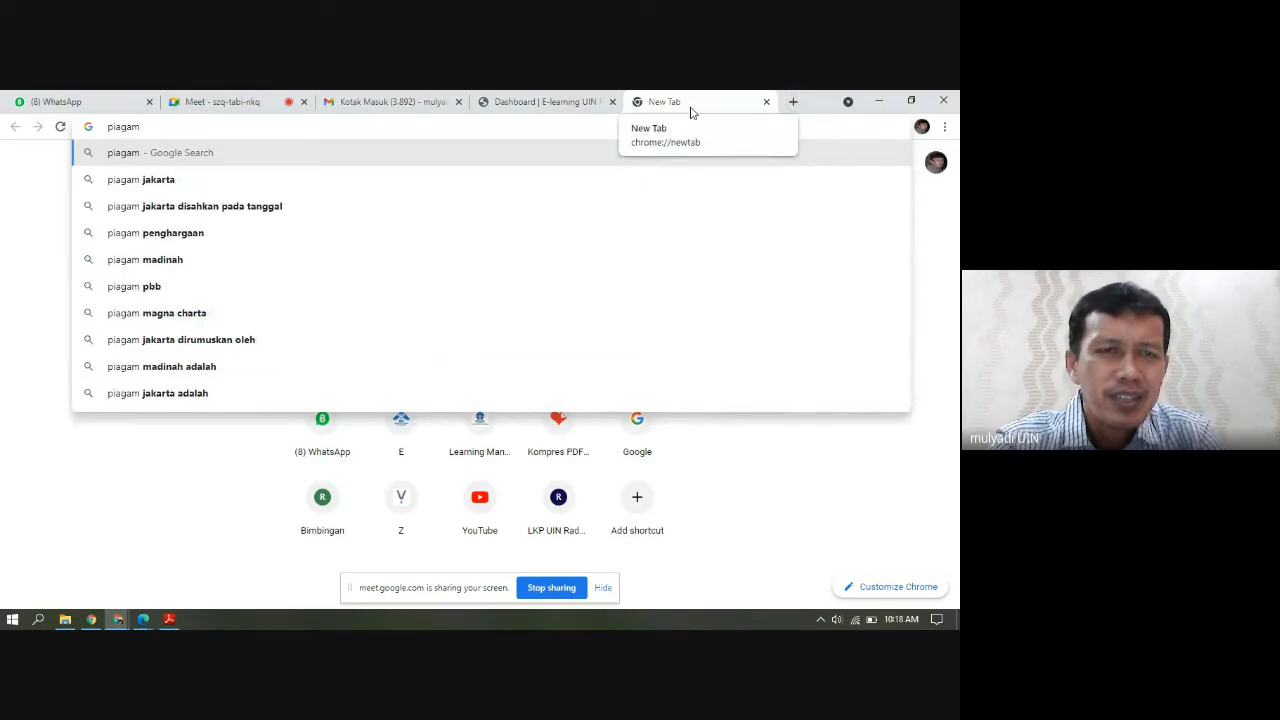 (8) WhatsApp
Meet - szq-tabi-nkq
Kotak Masuk (3.892) - mulya
Dashboard | E-learning UIN
New Tab
piagam
New Tab
chrome://newtab
piagam - Google Search
piagam jakarta
piagam jakarta disahkan pada tanggal
piagam penghargaan
piagam madinah
piagam pbb
piagam magna charta
piagam jakarta dirumuskan oleh
piagam madinah adalah
piagam jakarta adalah
(8) WhatsApp
E
Learning Man...
Kompres PDF...
Google
R
R
Bimbingan
Z
YouTube
LKP UIN Rad...
Add shortcut
meet.google.com is sharing your screen.
Stop sharing
Hide
Customize Chrome
10:18 AM
mulyadi UIN